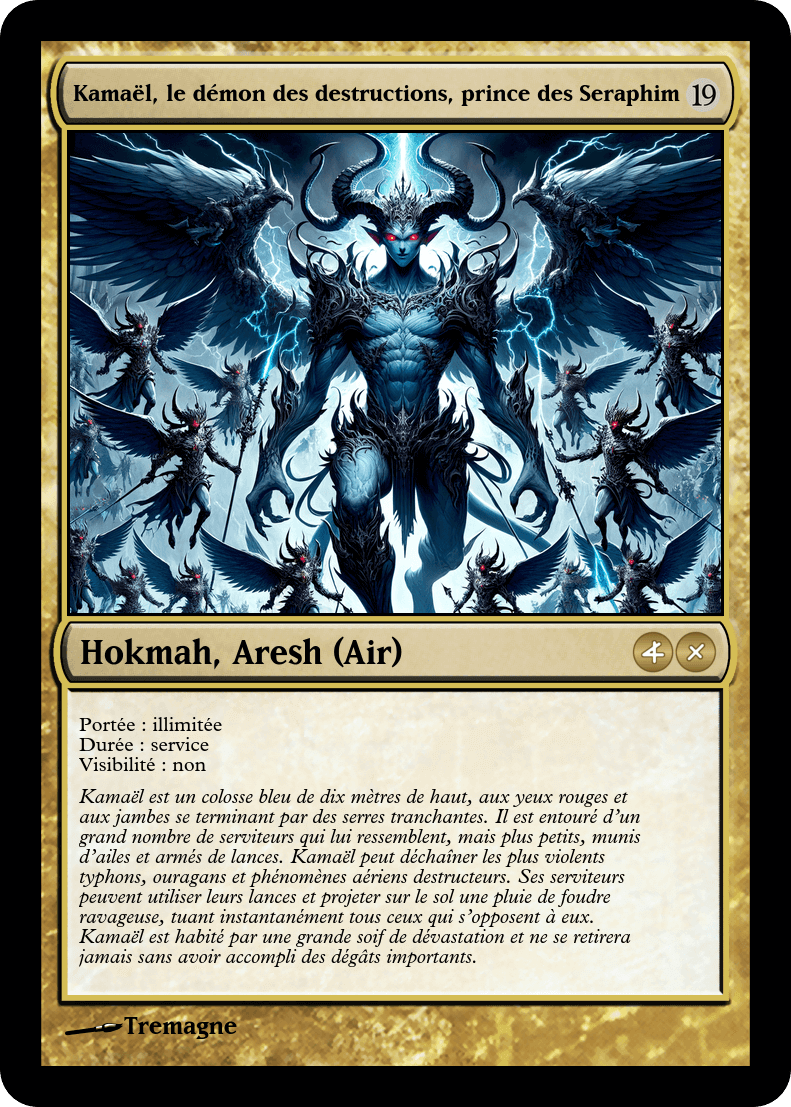 Kamaël, le démon des destructions, prince des Seraphim 19
Hokmah, Aresh (Air)
Portée : illimitée
Durée : service
Visibilité : non
Kamaël est un colosse bleu de dix mètres de haut, aux yeux rouges et
aux jambes se terminant par des serres tranchantes. Il est entouré d'un
grand nombre de serviteurs qui lui ressemblent, mais plus petits, munis
d'ailes et armés de lances. Kamaël peut déchaîner les plus violents
typhons, ouragans et phénomènes aériens destructeurs. Ses serviteurs
peuvent utiliser leurs lances et projeter sur le sol une pluie de foudre
ravageuse, tuant instantanément tous ceux qui s'opposent à eux.
Kamaël est habité par une grande soif de dévastation et ne se retirera
jamais sans avoir accompli des dégâts importants.
Tremagne